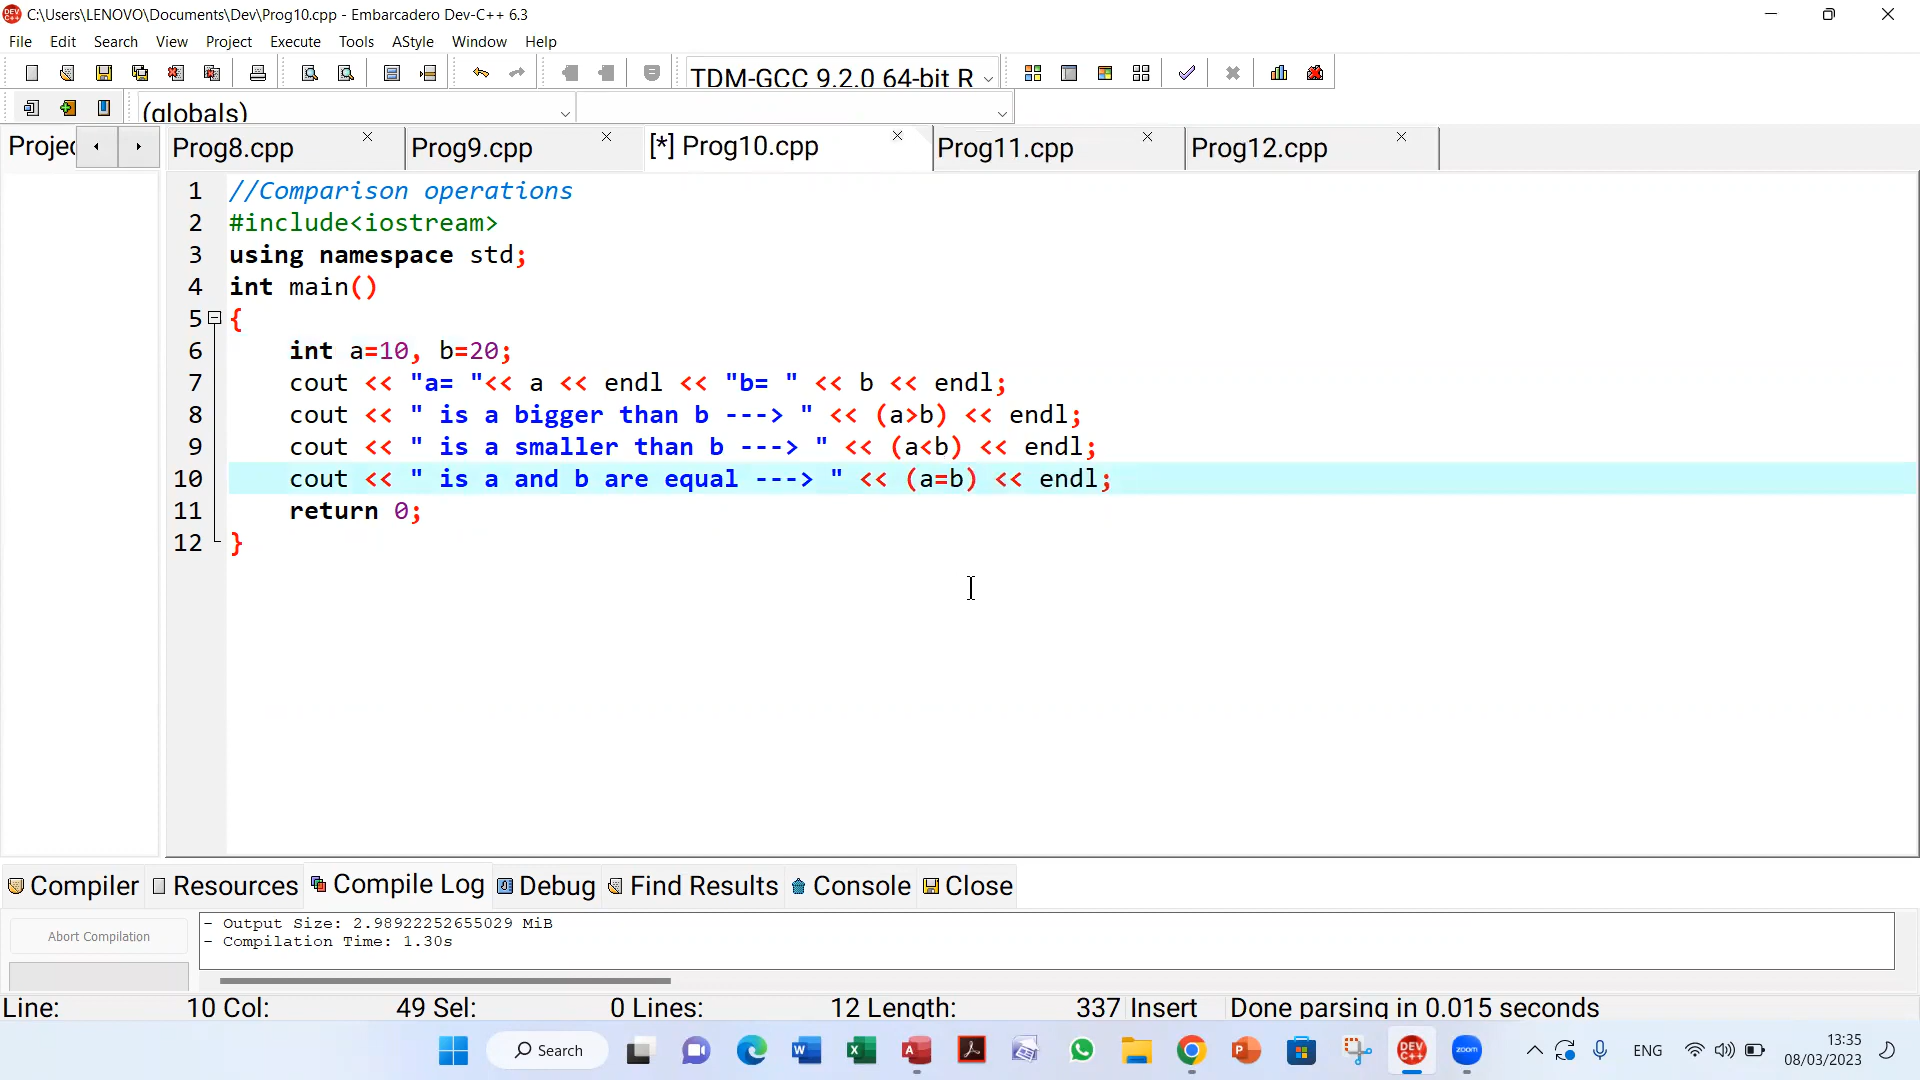 C:\Users\LENOVO\Documents\Dev\Prog10.cpp - Embarcadero Dev-C++ 6.3
File Edit Search View Project Execute Tools AStyle Window Help
TDM-GCC 9.2.0 64-bit R
(globals)
Projec Prog8.cpp Prog9.cpp [*] Prog10.cpp Prog11.cpp Prog12.cpp
1 //Comparison operations
2 #include<iostream>
3 using namespace std;
4 int main()
5 {
6 int a=10, b=20;
7 cout << "a= "<< a << endl << "b= " << b << endl;
8 cout << " is a bigger than b ---> " << (a>b) << endl;
9 cout << " is a smaller than b ---> " << (a<b) << endl;
10 cout << " is a and b are equal ---> " << (a=b) << endl;
11 return 0;
12 }
Compiler Resources Compile Log Debug Find Results Console Close
Abort Compilation
- Output Size: 2.98922252655029 MiB
- Compilation Time: 1.30s
Line: 10 Col: 49 Sel: 0 Lines: 12 Length: 337 Insert Done parsing in 0.015 seconds
Search
DEV C++
zoom
ENG
13:35
08/03/2023